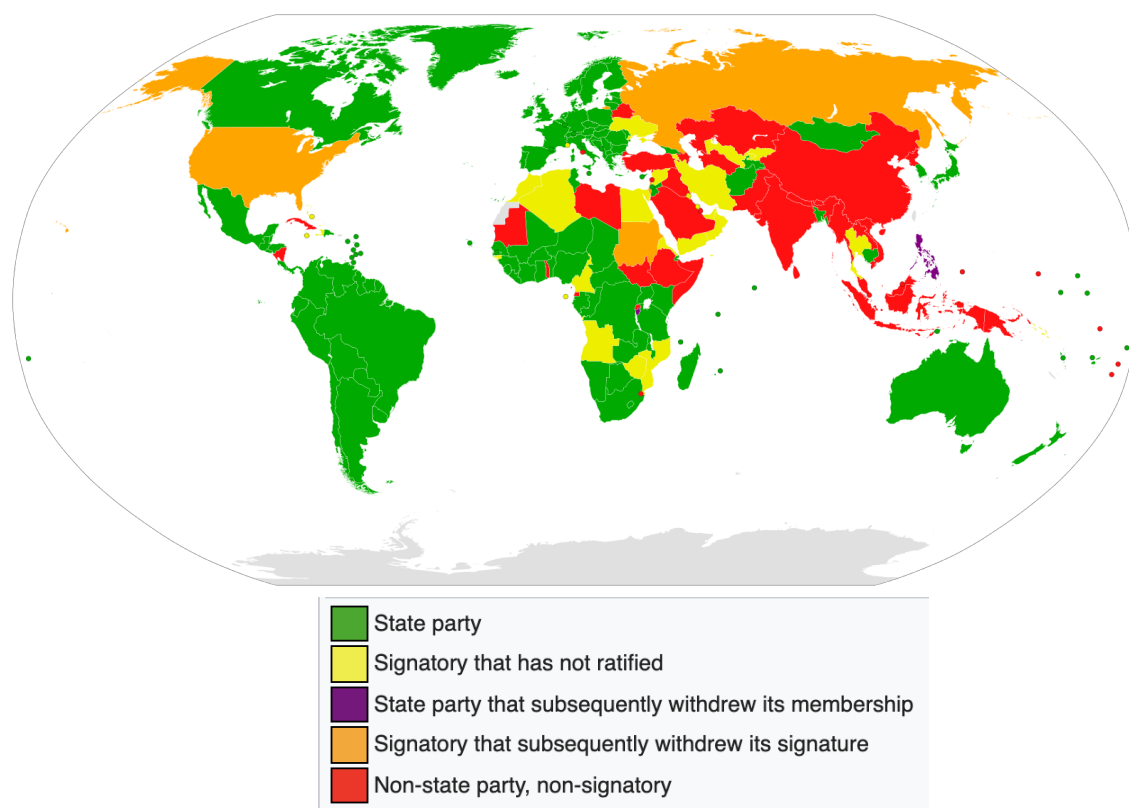 State party
Signatory that has not ratified
State party that subsequently withdrew its membership
Signatory that subsequently withdrew its signature
Non-state party, non-signatory